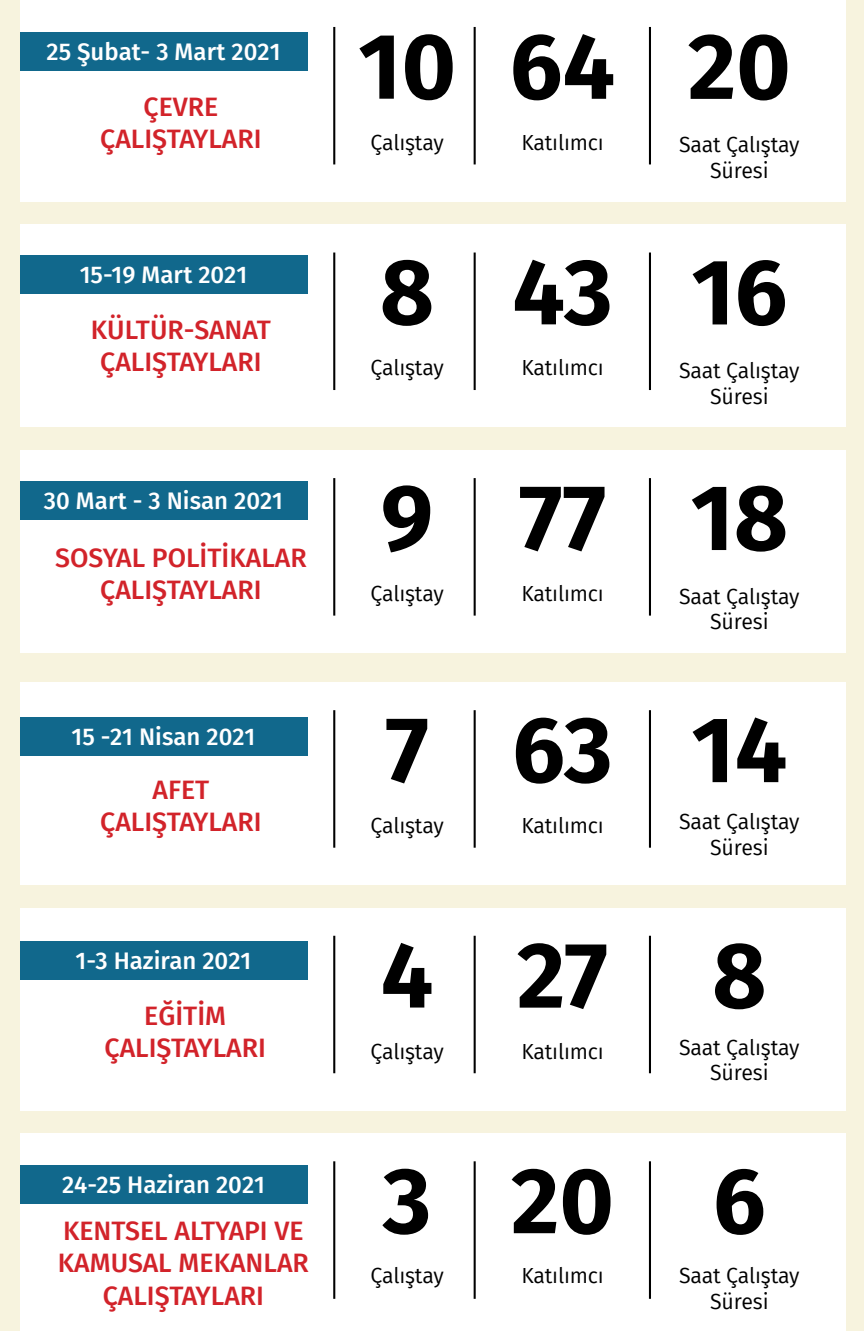 25 Şubat- 3 Mart 2021
ÇEVRE
ÇALIŞTAYLARI
10
Çalıştay
64
Katılımcı
20
Saat Çalıştay
Süresi
15-19 Mart 2021
KÜLTÜR-SANAT
ÇALIŞTAYLARI
8
Çalıştay
43
Katılımcı
16
Saat Çalıştay
Süresi
30 Mart - 3 Nisan 2021
SOSYAL POLİTİKALAR
ÇALIŞTAYLARI
9
Çalıştay
77
Katılımcı
18
Saat Çalıştay
Süresi
15 -21 Nisan 2021
AFET
ÇALIŞTAYLARI
7
Çalıştay
63
Katılımcı
14
Saat Çalıştay
Süresi
1-3 Haziran 2021
EĞİTİM
ÇALIŞTAYLARI
4
Çalıştay
27
Katılımcı
8
Saat Çalıştay
Süresi
24-25 Haziran 2021
KENTSEL ALTYAPI VE
KAMUSAL MEKANLAR
ÇALIŞTAYLARI
3
Çalıştay
20
Katılımcı
6
Saat Çalıştay
Süresi